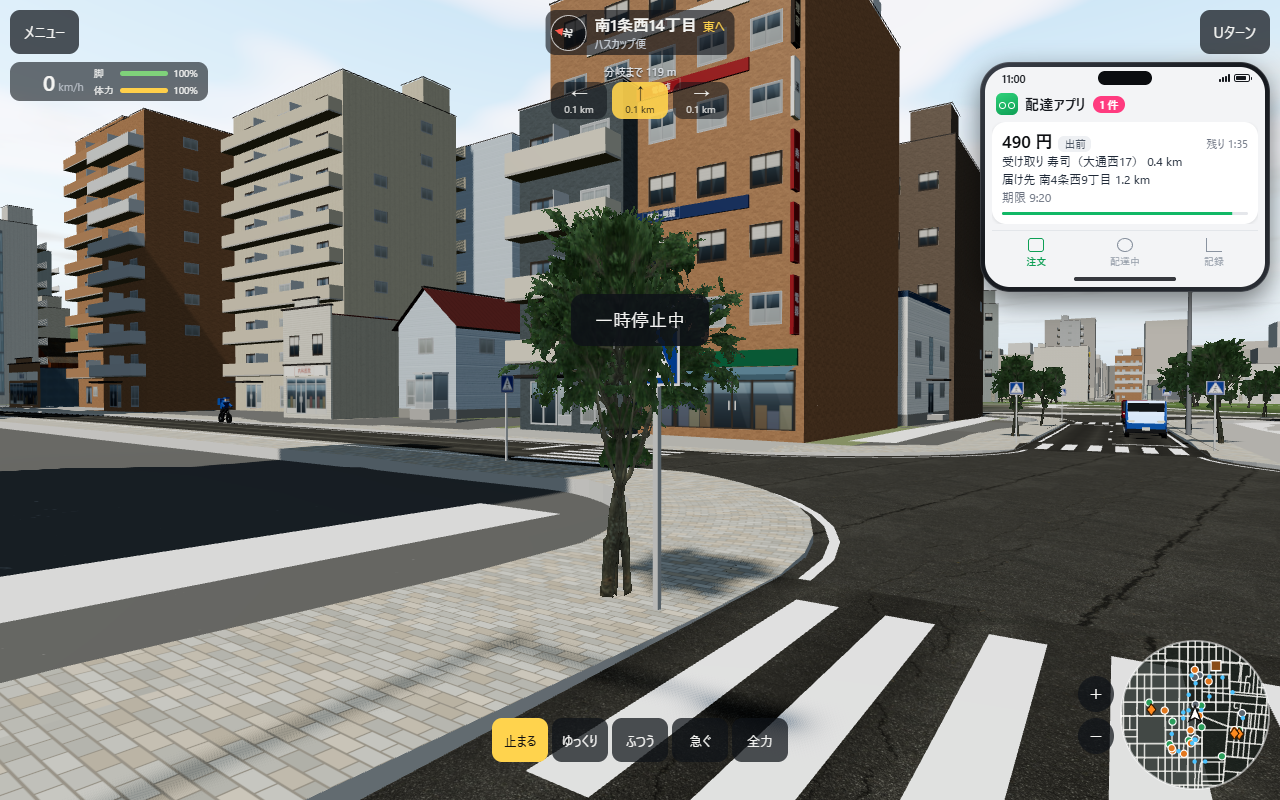 メニュー
0 km/h
脚 100%
体力 100%
南1条西14丁目 東へ
ハスカップ便
分岐まで 119 m
← 0.1 km
↑ 0.1 km
→ 0.1 km
Uターン
11:00
配達アプリ 1 件
490 円 出前 残り 1:35
受け取り 寿司（大通西17） 0.4 km
届け先 南4条西9丁目 1.2 km
期限 9:20
注文 配達中 記録
一時停止中
止まる ゆっくり ふつう 急ぐ 全力
+
−